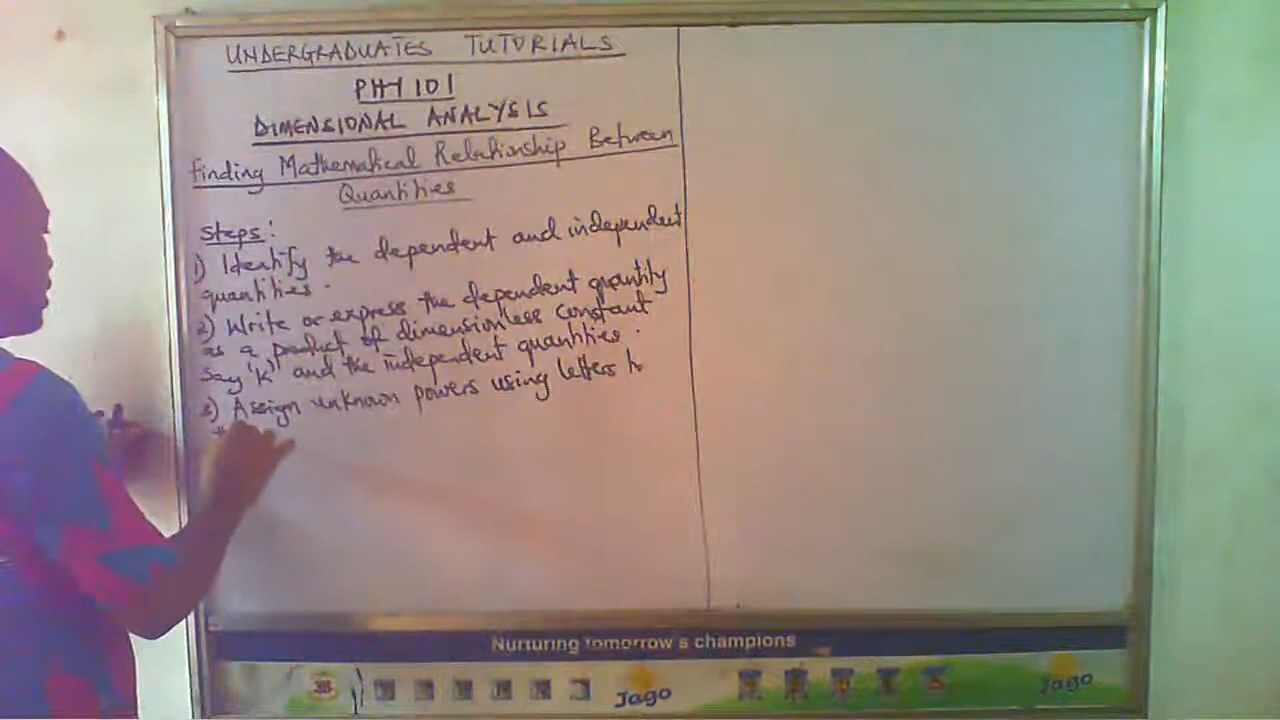 UNDERGRADUATES TUTORIALS
PHY 101
DIMENSIONAL ANALYSIS
Finding Mathematical Relationship Between
Quantities
Steps:
1) Identify the dependent and independent
quantities.
2) Write or express the dependent quantity
as a product of dimensionless constant
say 'K' and the independent quantities.
3) Assign unknown powers using letters to
Nurturing tomorrow's champions
Jago
Jago